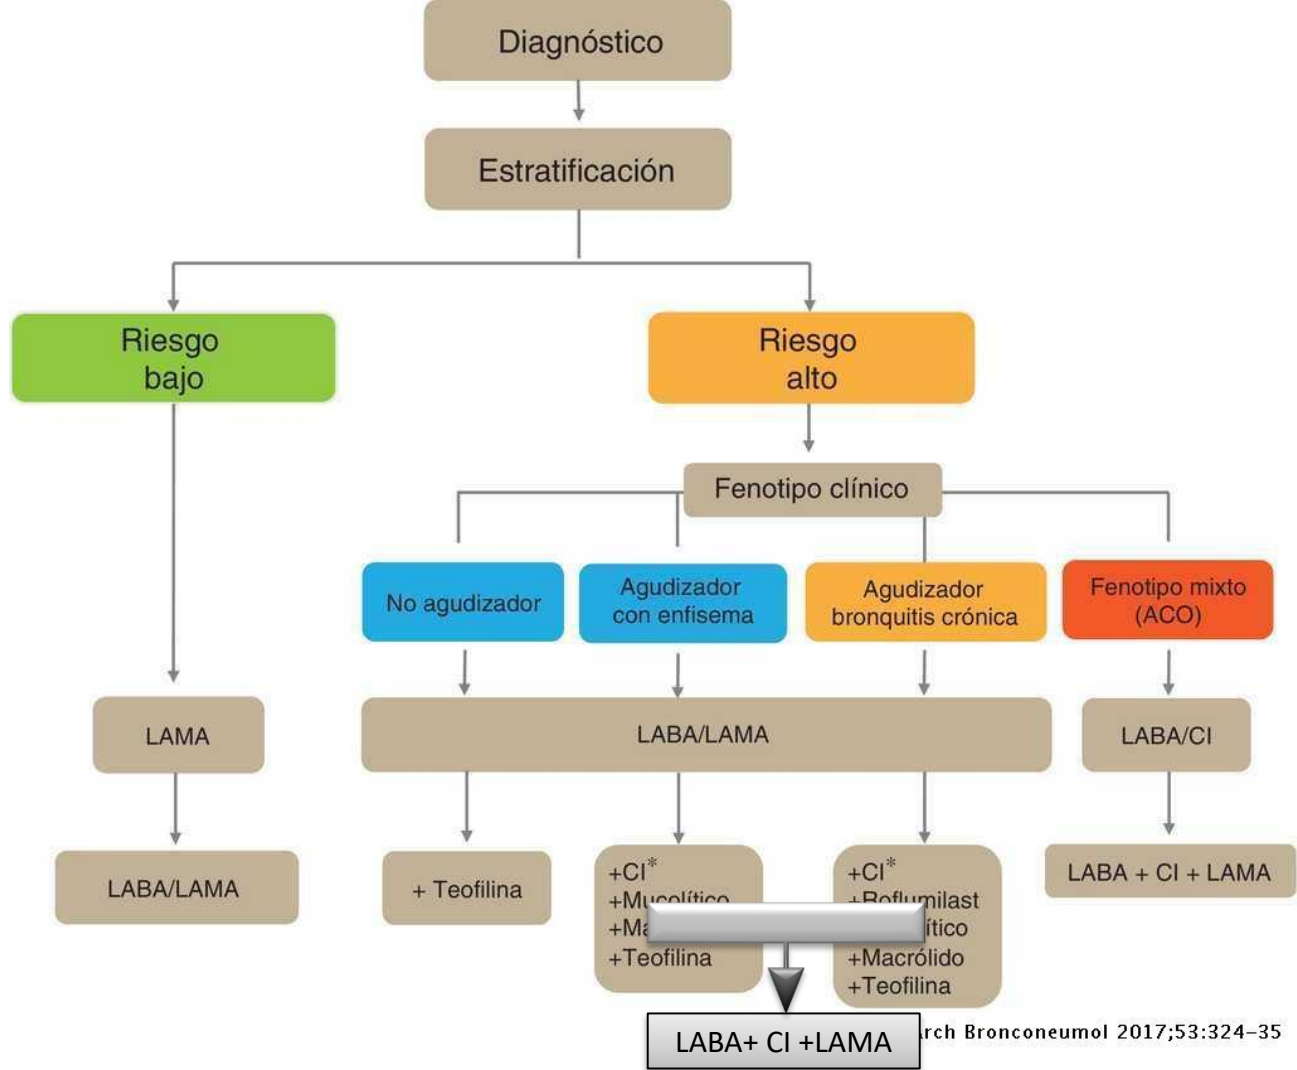 Diagnóstico
Estratificación
Riesgo
bajo
Riesgo
alto
Fenotipo clínico
No agudizador
Agudizador
con enfisema
Agudizador
bronquitis crónica
Fenotipo mixto
(ACO)
LAMA
LABA/LAMA
LABA/CI
LABA/LAMA
+ Teofilina
+CI*
+Mucolítico
+Teofilina
+CI*
+Roflumilast
+Macrólido
+Teofilina
LABA + CI + LAMA
LABA+ CI +LAMA
Bronconeumol 2017;53:324–35